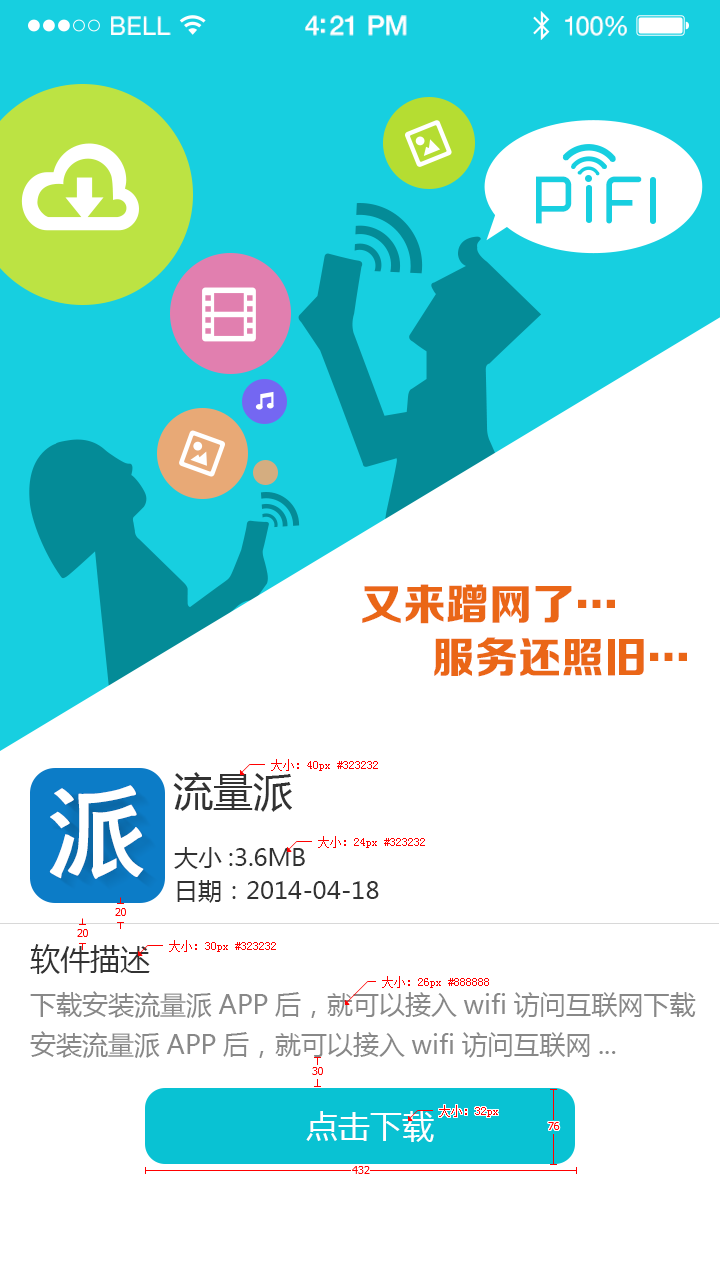 BELL 4:21 PM 100%
PiFi
又来蹭网了…
服务还照旧…
大小: 40px #323232
派
流量派
大小: 24px #323232
大小 :3.6MB
日期：2014-04-18
20
20
大小: 30px #323232
软件描述
大小: 26px #888888
下载安装流量派 APP 后，就可以接入 wifi 访问互联网下载
安装流量派 APP 后，就可以接入 wifi 访问互联网 ...
30
大小: 32px
点击下载
76
432